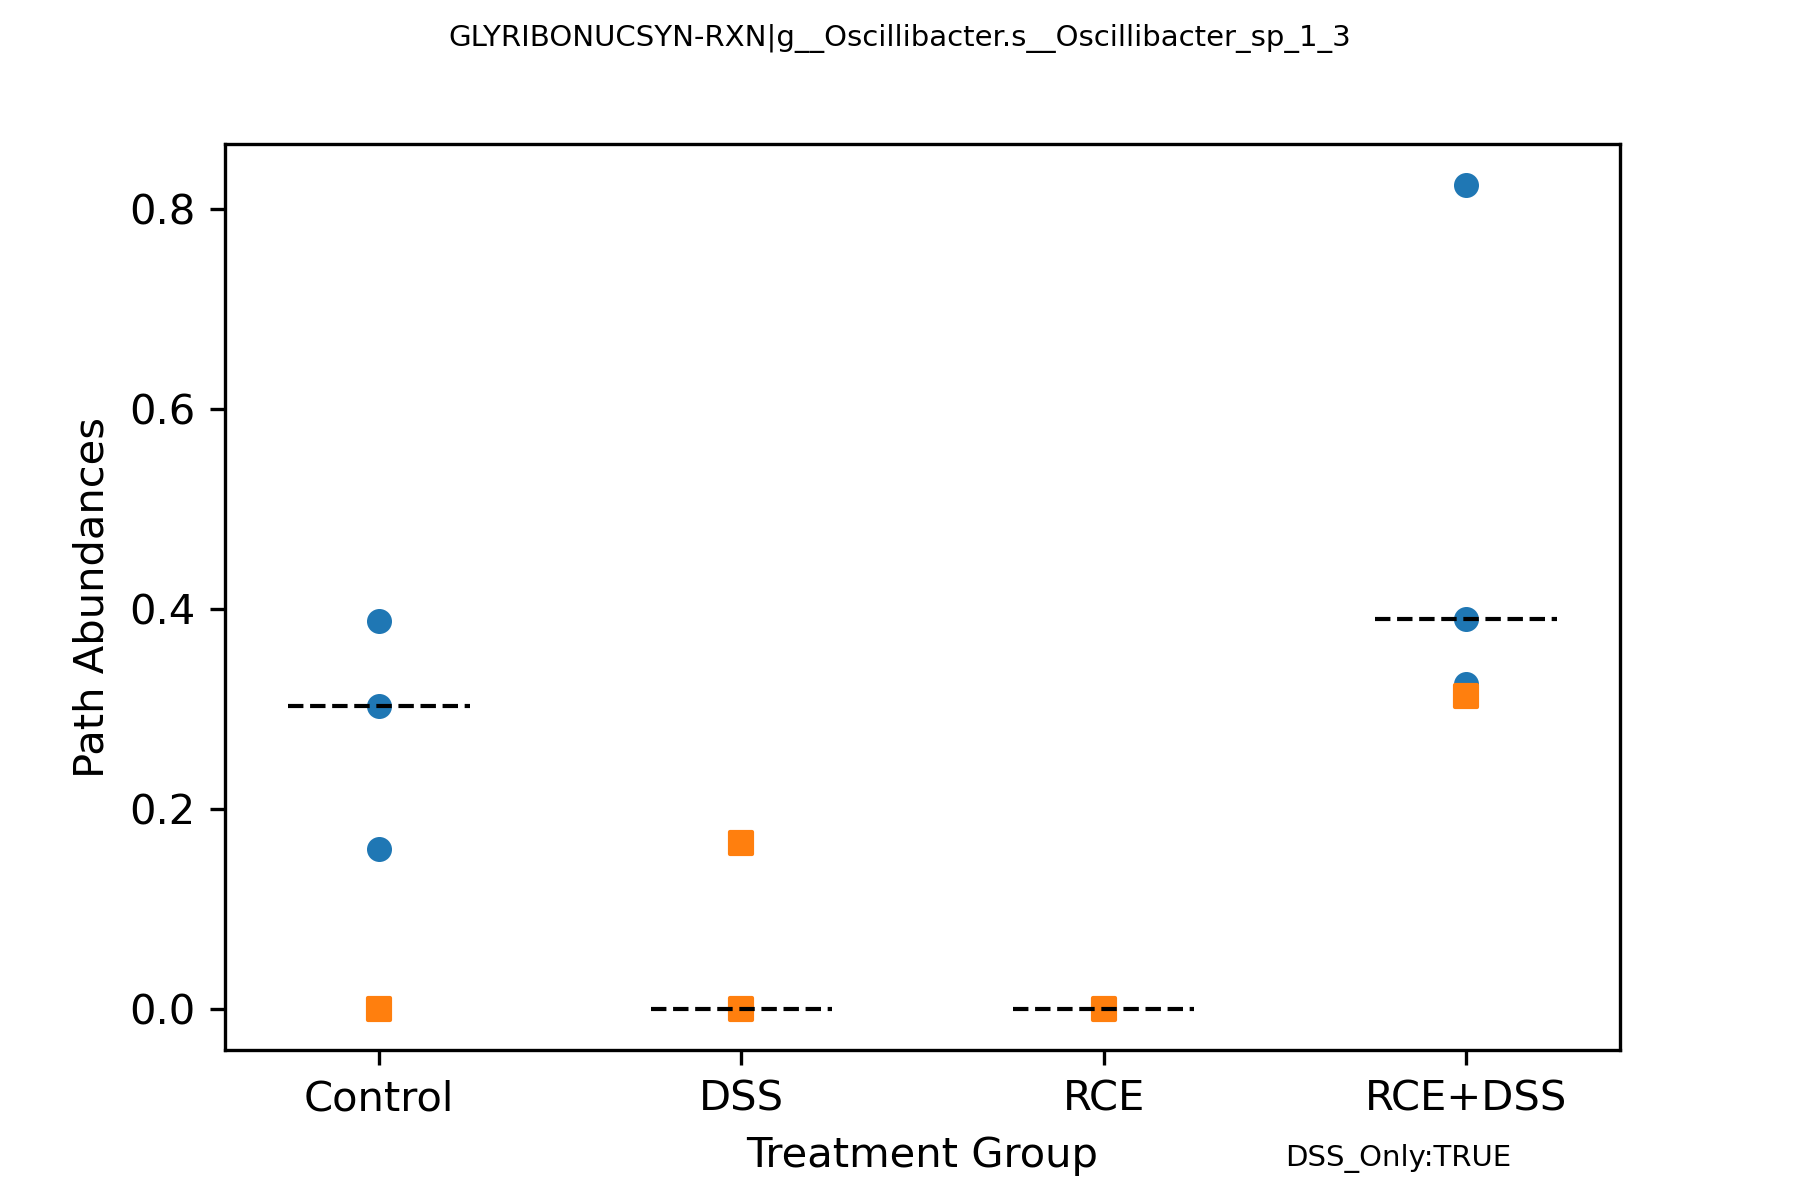 GLYRIBONUCSYN-RXN|g__Oscillibacter.s__Oscillibacter_sp_1_3
Path Abundances
0.8
0.6
0.4
0.2
0.0
Control DSS RCE RCE+DSS
Treatment Group
DSS_Only:TRUE